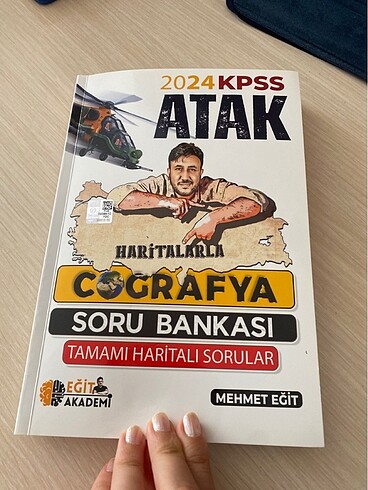 2024 KPSS
ATAK
HARİTALARLA
COĞRAFYA
SORU BANKASI
TAMAMI HARİTALI SORULAR
EĞİT
AKADEMİ
MEHMET EĞİT